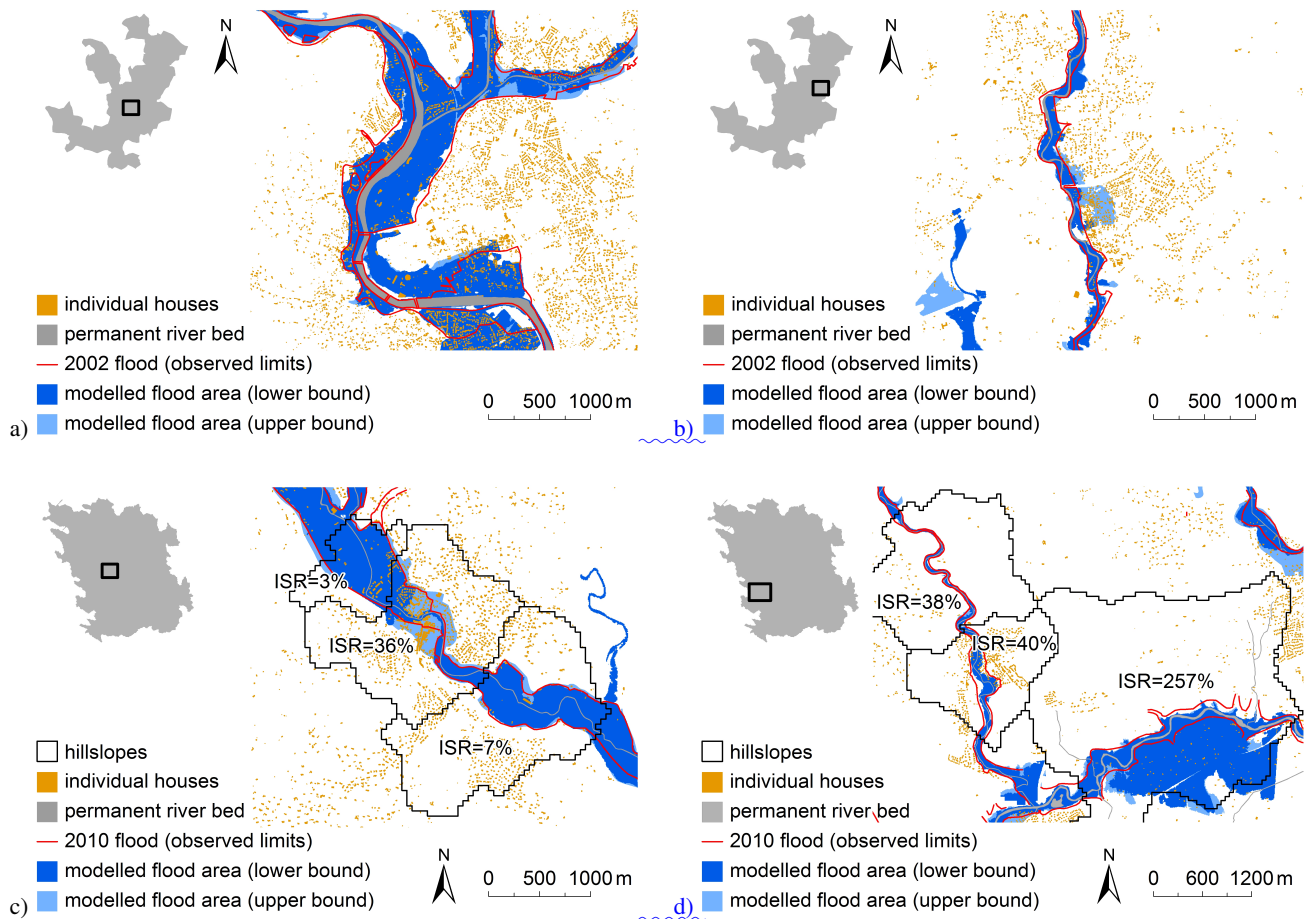 N
individual houses
permanent river bed
2002 flood (observed limits)
modelled flood area (lower bound)
modelled flood area (upper bound)
0 500 1000 m
a)
N
individual houses
permanent river bed
2002 flood (observed limits)
modelled flood area (lower bound)
modelled flood area (upper bound)
0 500 1000 m
b)
ISR=3%
ISR=36%
ISR=7%
hillslopes
individual houses
permanent river bed
2010 flood (observed limits)
modelled flood area (lower bound)
modelled flood area (upper bound)
N
0 500 1000 m
c)
ISR=38%
ISR=40%
ISR=257%
hillslopes
individual houses
permanent river bed
2010 flood (observed limits)
modelled flood area (lower bound)
modelled flood area (upper bound)
N
0 600 1200 m
d)